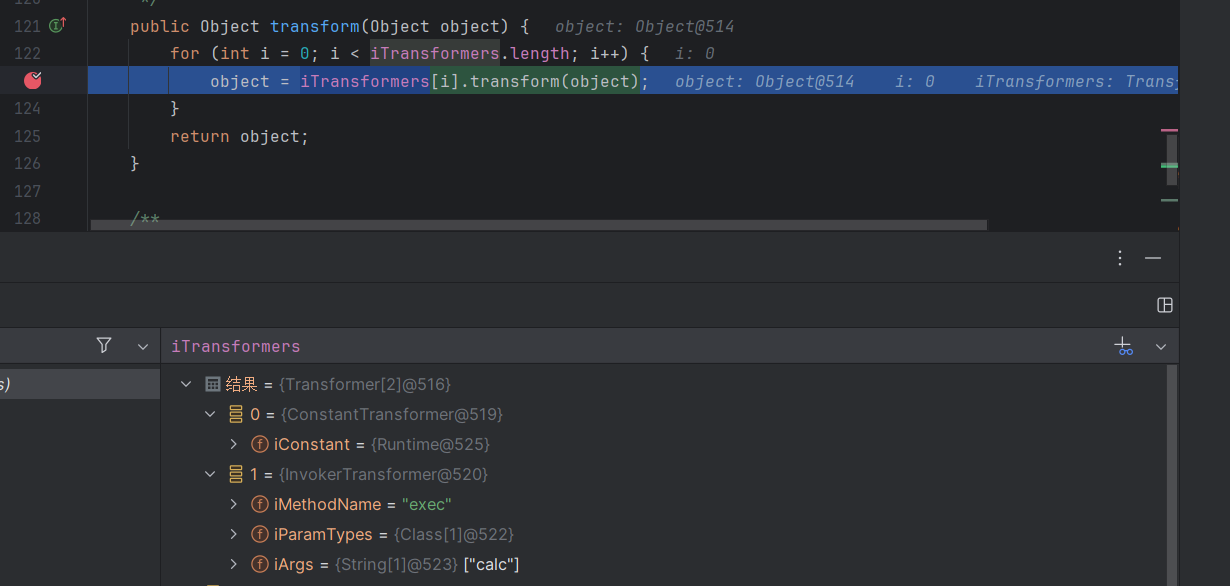 */
121 public Object transform(Object object) { object: Object@514
122 for (int i = 0; i < iTransformers.length; i++) { i: 0
object = iTransformers[i].transform(object); object: Object@514 i: 0 iTransformers: Trans
124 }
125 return object;
126 }
127
128 /**
iTransformers
s)
结果 = {Transformer[2]@516}
0 = {ConstantTransformer@519}
iConstant = {Runtime@525}
1 = {InvokerTransformer@520}
iMethodName = "exec"
iParamTypes = {Class[1]@522}
iArgs = {String[1]@523} ["calc"]